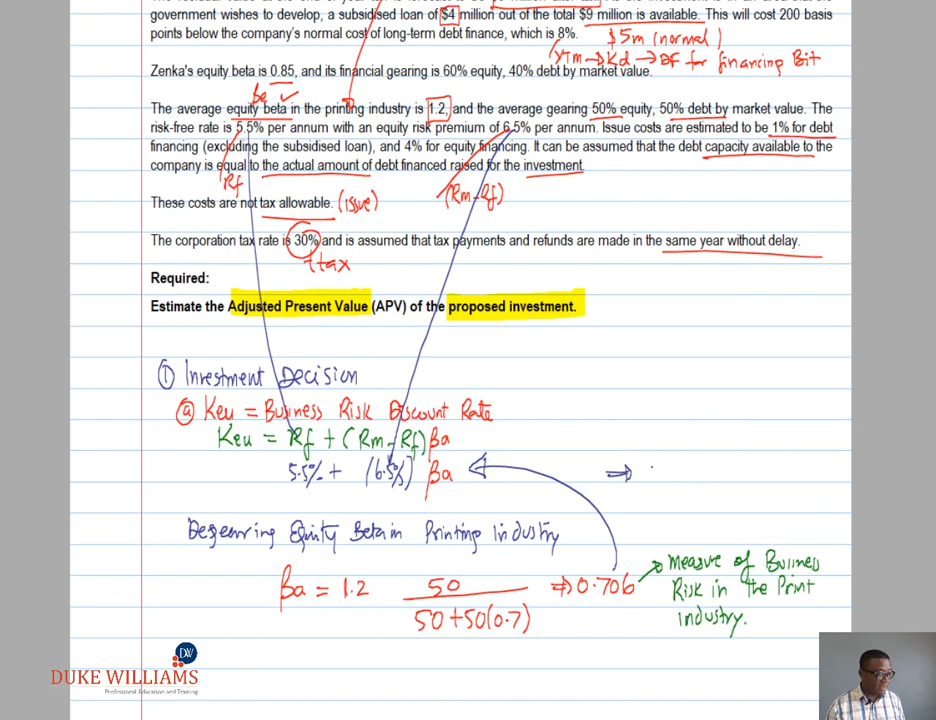 government wishes to develop, a subsidised loan of $4 million out of the total $9 million is available. This will cost 200 basis
points below the company's normal cost of long-term debt finance, which is 8%.
$5m (normal)
(YTM → Kd → DF for financing Bit
Zenka's equity beta is 0.85, and its financial gearing is 60% equity, 40% debt by market value.
βe ✓
The average equity beta in the printing industry is 1.2, and the average gearing 50% equity, 50% debt by market value. The
risk-free rate is 5.5% per annum with an equity risk premium of 6.5% per annum. Issue costs are estimated to be 1% for debt
financing (excluding the subsidised loan), and 4% for equity financing. It can be assumed that the debt capacity available to the
company is equal to the actual amount of debt financed raised for the investment.
Rf
(Rm-Rf)
These costs are not tax allowable. (issue)
The corporation tax rate is 30% and is assumed that tax payments and refunds are made in the same year without delay.
tax
Required:
Estimate the Adjusted Present Value (APV) of the proposed investment.
① Investment Decision
ⓐ Keu = Business Risk Discount Rate
Keu = Rf + (Rm-Rf)βa
5.5% + (6.5%) βa ⇒
Degearing Equity Beta in Printing industry
βa = 1.2 50 ⇒ 0.706
50+50(0.7)
Measure of Business
Risk in the Print
industry.
DW
DUKE WILLIAMS
Professional Education and Training